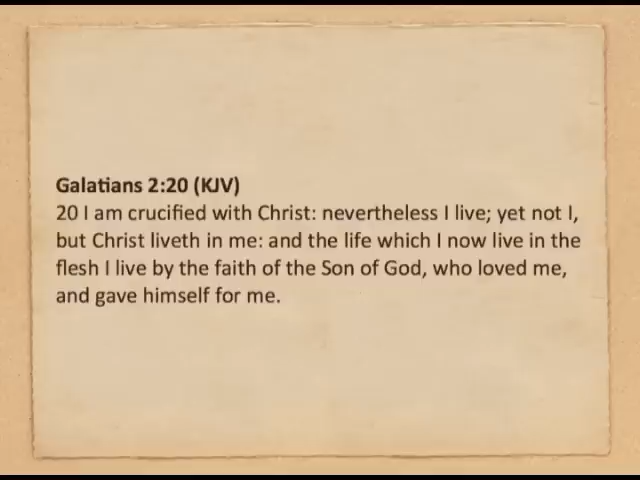 Galatians 2:20 (KJV)
20 I am crucified with Christ: nevertheless I live; yet not I,
but Christ liveth in me: and the life which I now live in the
flesh I live by the faith of the Son of God, who loved me,
and gave himself for me.